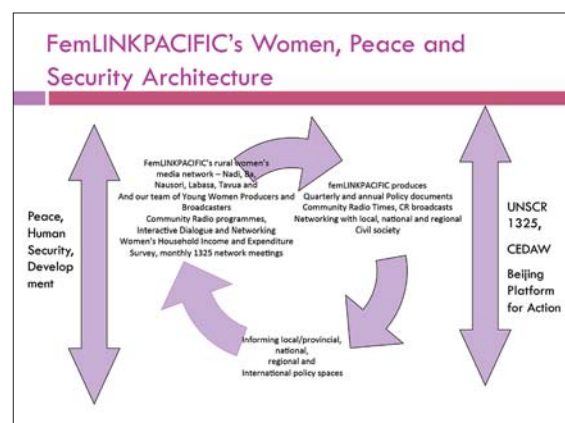 FemLINKPACIFIC's Women, Peace and
Security Architecture
Peace,
Human
Security,
Develop
ment
FemLINKPACIFIC's rural women's
media network – Nadi, Ba,
Nausori, Labasa, Tavua and
And our team of Young Women Producers and
Broadcasters
Community Radio programmes,
Interactive Dialogue and Networking
Women's Household Income and Expenditure
Survey, monthly 1325 network meetings
femLINKPACIFIC produces
Quarterly and annual Policy documents
Community Radio Times, CR broadcasts
Networking with local, national and regional
Civil society
Informing local/provincial,
national,
regional and
International policy spaces
UNSCR
1325,
CEDAW
Beijing
Platform
for Action